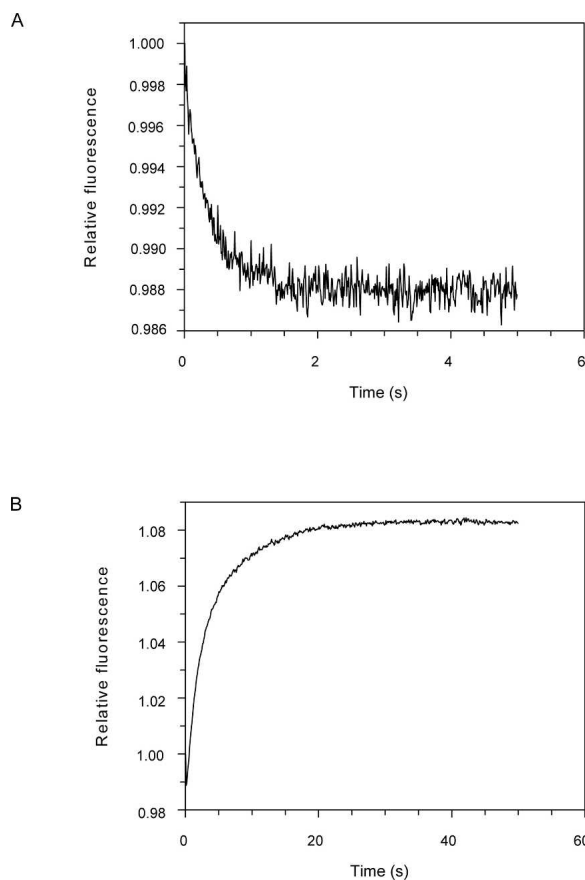 A
Relative fluorescence
1.000
0.998
0.996
0.994
0.992
0.990
0.988
0.986
0 2 4 6
Time (s)
B
Relative fluorescence
1.08
1.06
1.04
1.02
1.00
0.98
0 20 40 60
Time (s)